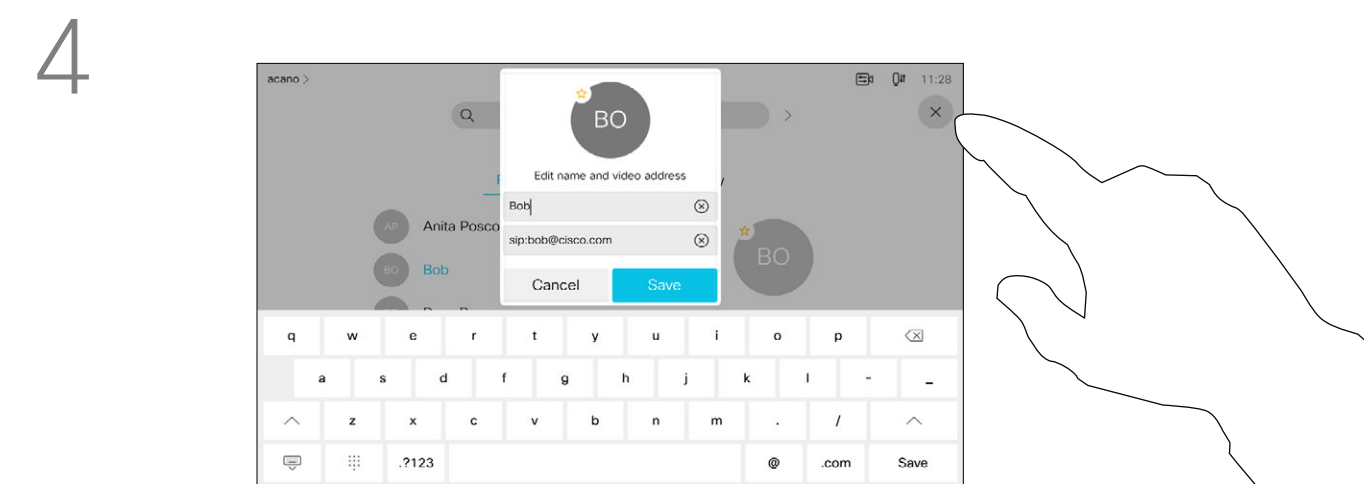 4
acano > 11:28
BO
Edit name and video address
Bob
sip:bob@cisco.com
Cancel Save
AP Anita Posco
BO Bob
BO
q w e r t y u i o p
a s d f g h j k l - _
z x c v b n m . /
.?123 @ .com Save